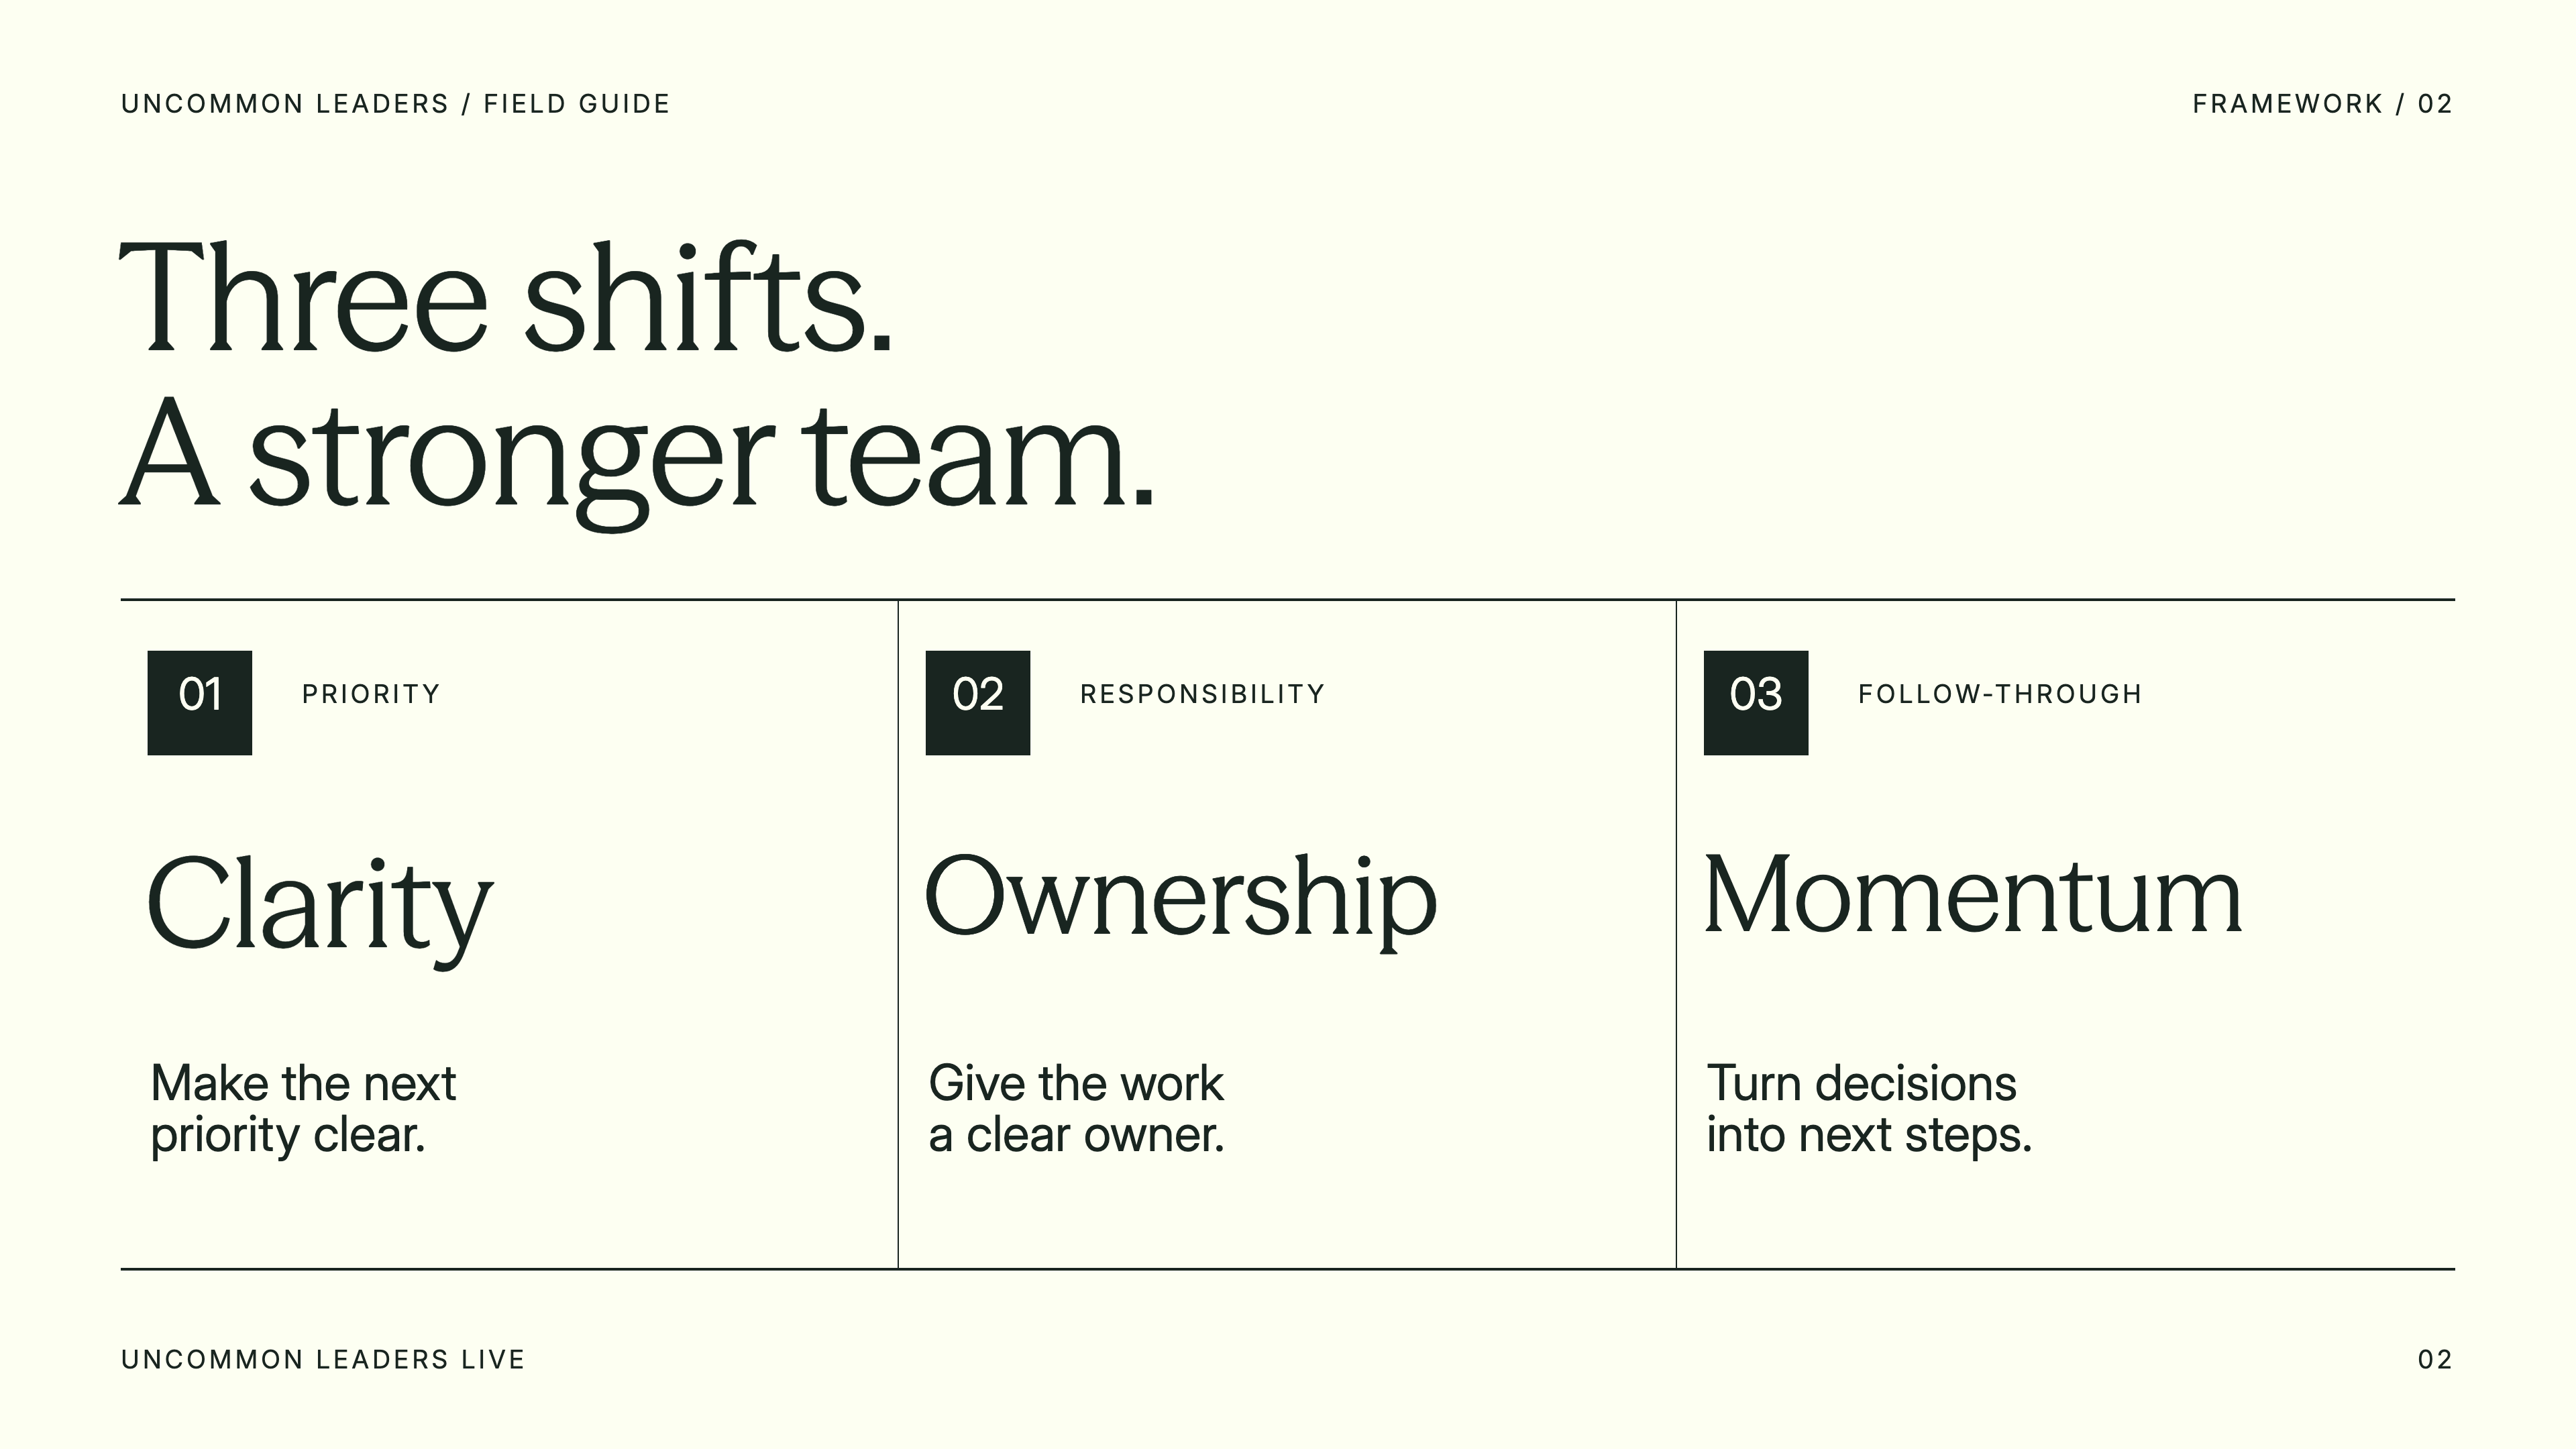 UNCOMMON LEADERS / FIELD GUIDE
FRAMEWORK / 02
Three shifts.
A stronger team.
01
PRIORITY
Clarity
Make the next
priority clear.
02
RESPONSIBILITY
Ownership
Give the work
a clear owner.
03
FOLLOW-THROUGH
Momentum
Turn decisions
into next steps.
UNCOMMON LEADERS LIVE
02